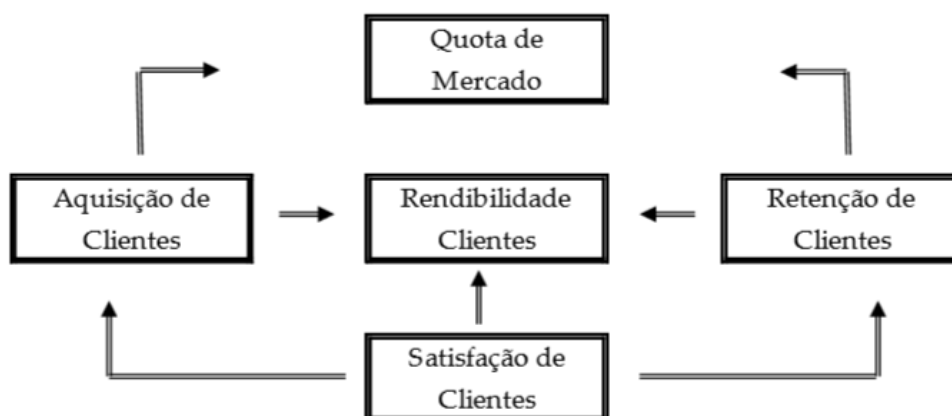 Quota de
Mercado
Aquisição de
Clientes
Rendibilidade
Clientes
Retenção de
Clientes
Satisfação de
Clientes